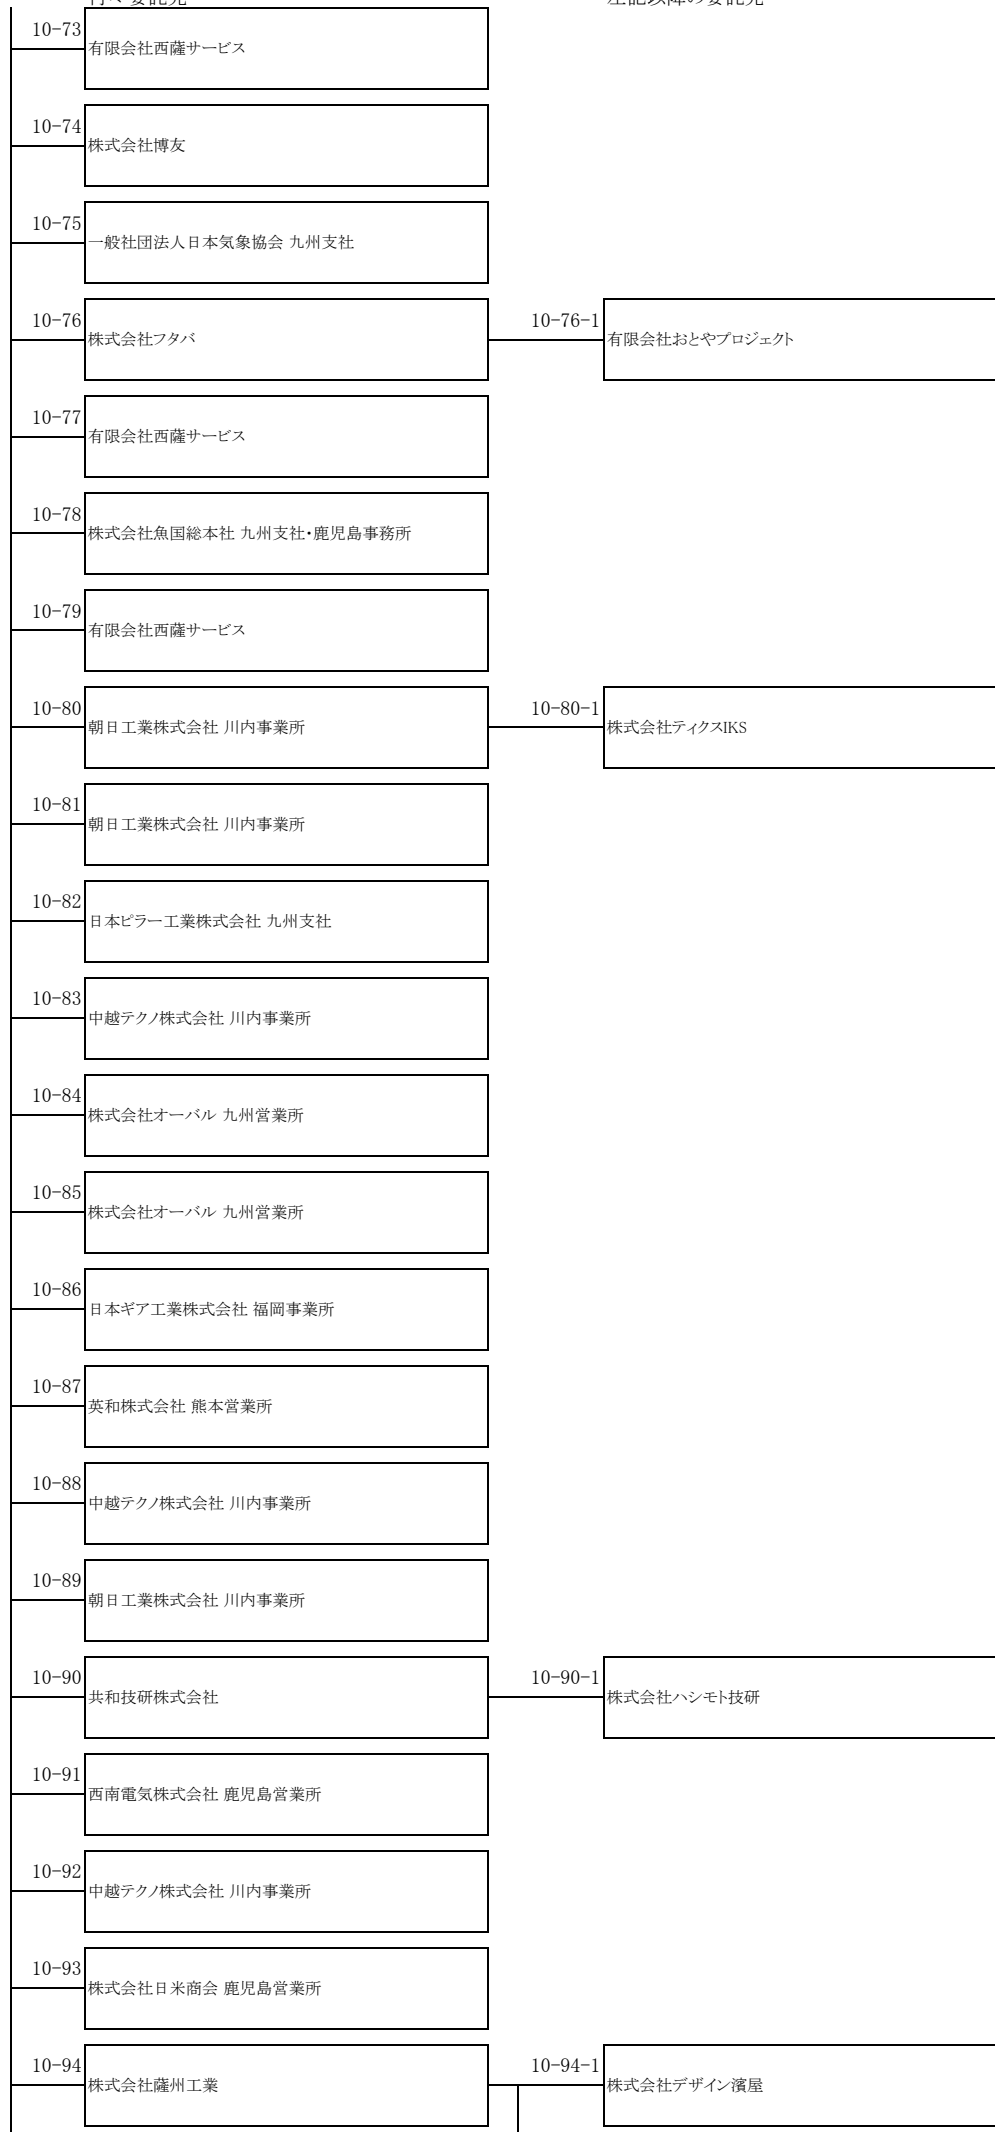 10-73
有限会社西薩サービス
10-74
株式会社博友
10-75
一般社団法人日本気象協会 九州支社
10-76
株式会社フタバ
10-76-1
有限会社おとやプロジェクト
10-77
有限会社西薩サービス
10-78
株式会社魚国総本社 九州支社・鹿児島事務所
10-79
有限会社西薩サービス
10-80
朝日工業株式会社 川内事業所
10-80-1
株式会社ティクスIKS
10-81
朝日工業株式会社 川内事業所
10-82
日本ピラー工業株式会社 九州支社
10-83
中越テクノ株式会社 川内事業所
10-84
株式会社オーバル 九州営業所
10-85
株式会社オーバル 九州営業所
10-86
日本ギア工業株式会社 福岡事業所
10-87
英和株式会社 熊本営業所
10-88
中越テクノ株式会社 川内事業所
10-89
朝日工業株式会社 川内事業所
10-90
共和技研株式会社
10-90-1
株式会社ハシモト技研
10-91
西南電気株式会社 鹿児島営業所
10-92
中越テクノ株式会社 川内事業所
10-93
株式会社日米商会 鹿児島営業所
10-94
株式会社薩州工業
10-94-1
株式会社デザイン濱屋